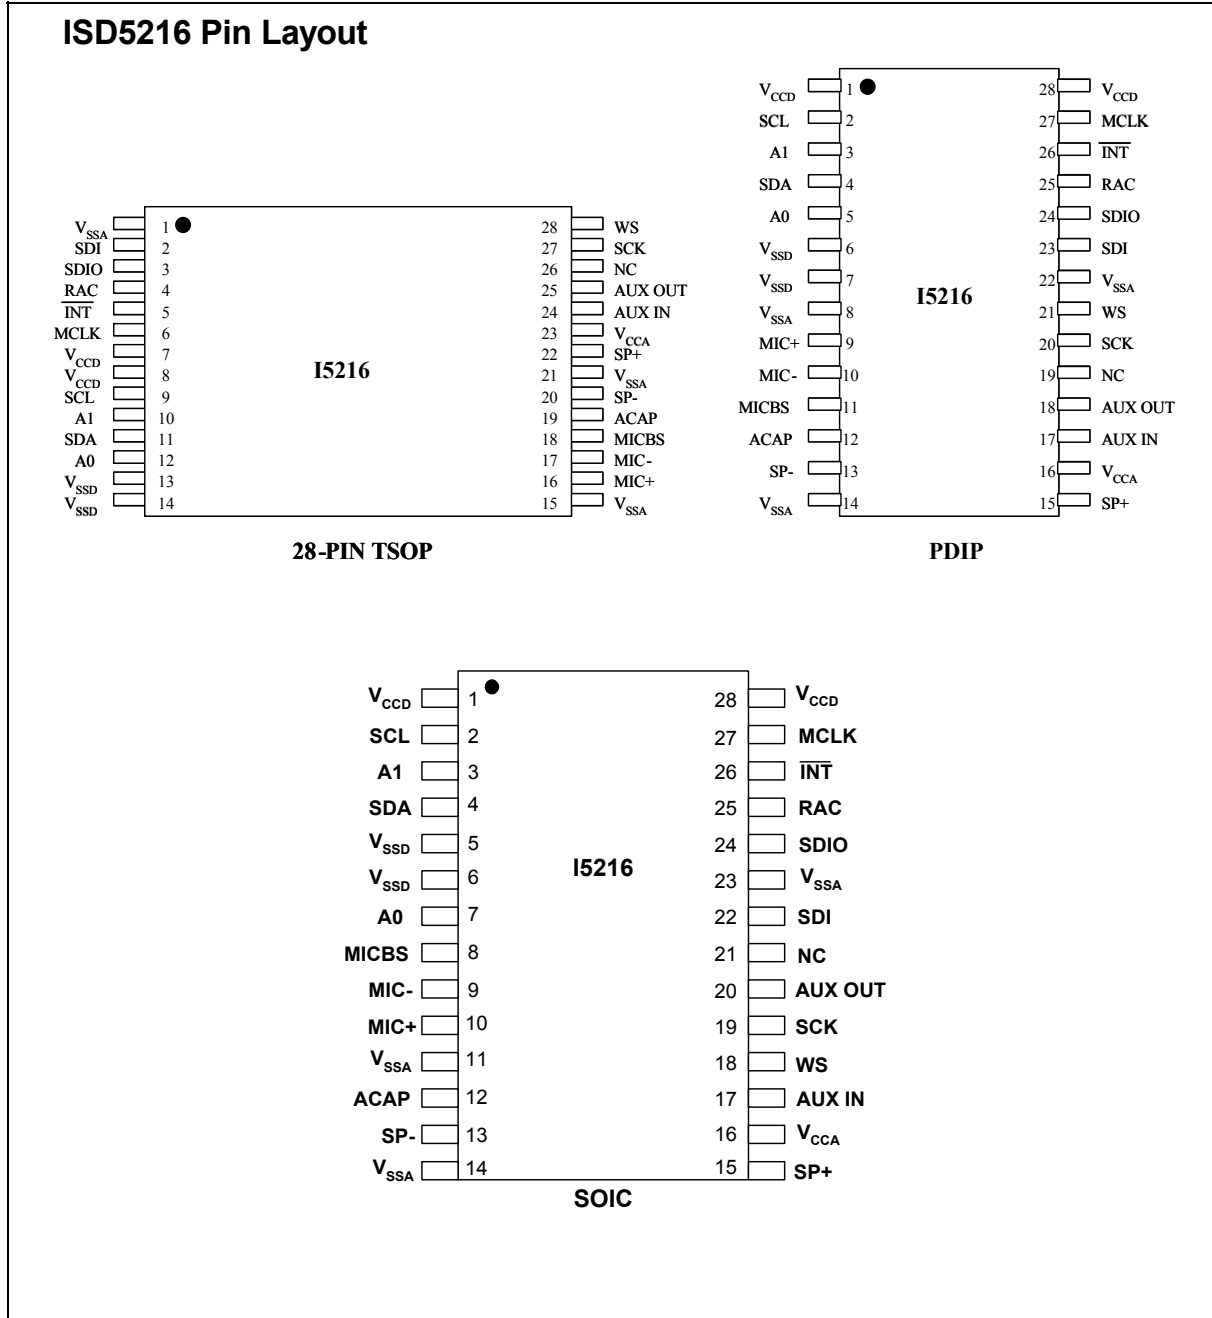 ISD5216 Pin Layout
VSSA 1 28 WS
SDI 2 27 SCK
SDIO 3 26 NC
RAC 4 25 AUX OUT
INT 5 24 AUX IN
MCLK 6 23 VCCA
VCCD 7 22 SP+
VCCD 8 21 VSSA
SCL 9 20 SP-
A1 10 19 ACAP
SDA 11 18 MICBS
A0 12 17 MIC-
VSSD 13 16 MIC+
VSSD 14 15 VSSA
I5216
28-PIN TSOP
VCCD 1 28 VCCD
SCL 2 27 MCLK
A1 3 26 INT
SDA 4 25 RAC
A0 5 24 SDIO
VSSD 6 23 SDI
VSSD 7 22 VSSA
VSSA 8 21 WS
MIC+ 9 20 SCK
MIC- 10 19 NC
MICBS 11 18 AUX OUT
ACAP 12 17 AUX IN
SP- 13 16 VCCA
VSSA 14 15 SP+
I5216
PDIP
VCCD 1 28 VCCD
SCL 2 27 MCLK
A1 3 26 INT
SDA 4 25 RAC
VSSD 5 24 SDIO
VSSD 6 23 VSSA
A0 7 22 SDI
MICBS 8 21 NC
MIC- 9 20 AUX OUT
MIC+ 10 19 SCK
VSSA 11 18 WS
ACAP 12 17 AUX IN
SP- 13 16 VCCA
VSSA 14 15 SP+
I5216
SOIC